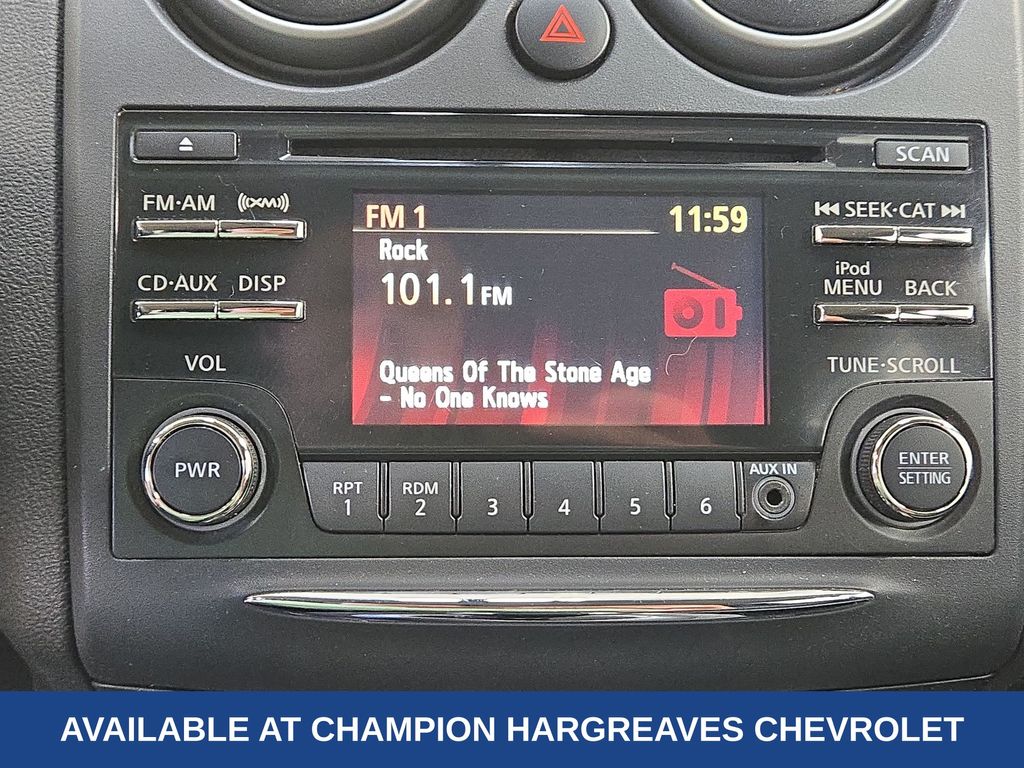 SCAN
FM·AM
((XM))
SEEK·CAT
FM 1
11:59
Rock
101.1 FM
CD·AUX
DISP
iPod
MENU
BACK
VOL
TUNE·SCROLL
Queens Of The Stone Age
- No One Knows
PWR
ENTER
SETTING
RPT
1
RDM
2
3
4
5
6
AUX IN
AVAILABLE AT CHAMPION HARGREAVES CHEVROLET